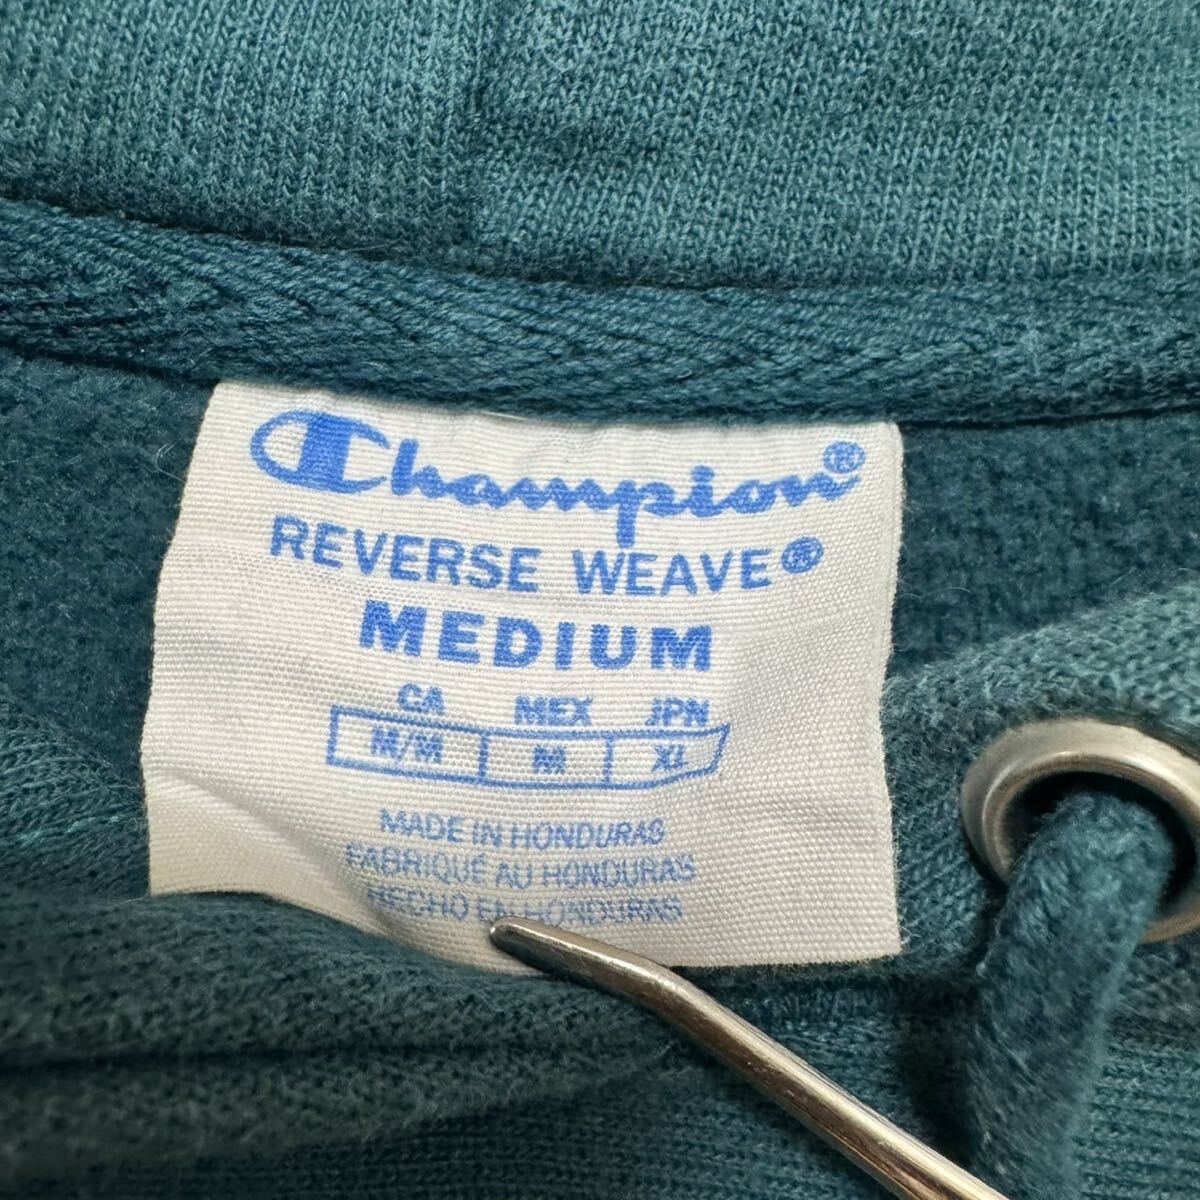 Champion®
REVERSE WEAVE®
MEDIUM
CA MEX JPN
M/M M XL
MADE IN HONDURAS
FABRIQUÉ AU HONDURAS
HECHO EN HONDURAS